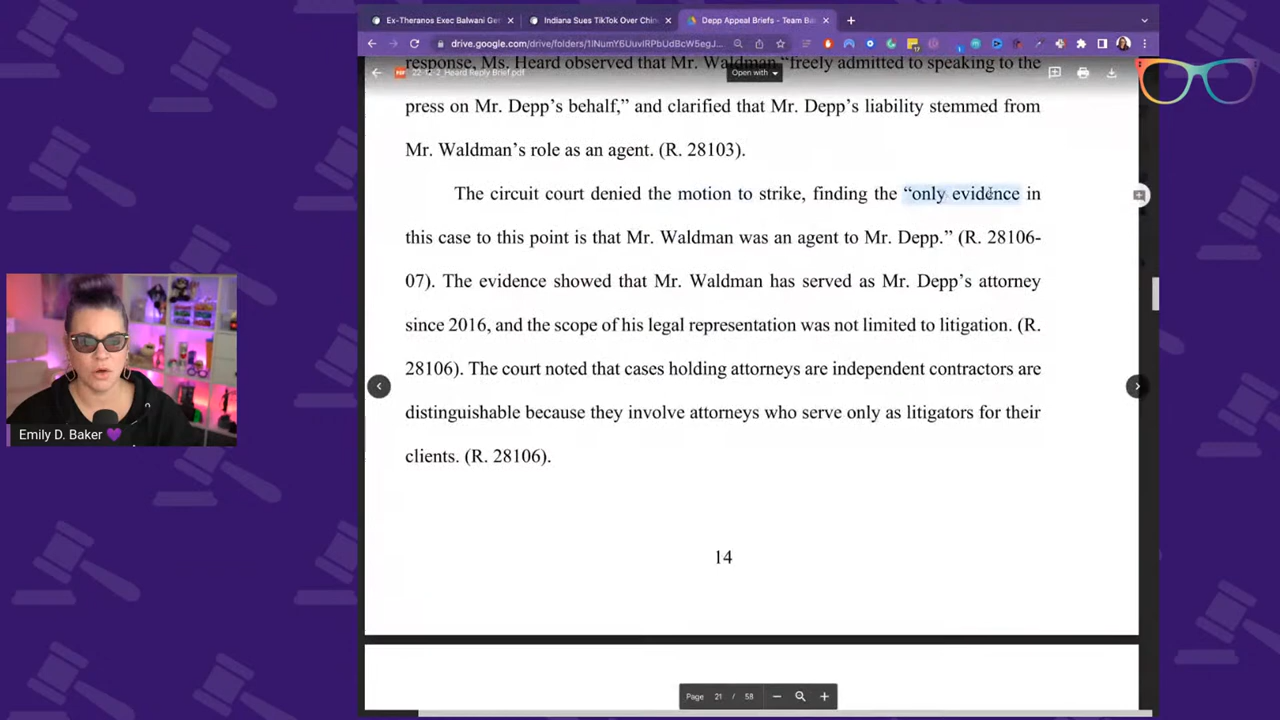 Ex-Theranos Exec Balwani Ger
Indiana Sues TikTok Over Chin
Depp Appeal Briefs - Team Ba
22-12-2_Heard Reply Brief.pdf
Open with
response, Ms. Heard observed that Mr. Waldman “freely admitted to speaking to the
press on Mr. Depp’s behalf,” and clarified that Mr. Depp’s liability stemmed from
Mr. Waldman’s role as an agent. (R. 28103).
The circuit court denied the motion to strike, finding the “only evidence in
this case to this point is that Mr. Waldman was an agent to Mr. Depp.” (R. 28106-
07). The evidence showed that Mr. Waldman has served as Mr. Depp’s attorney
since 2016, and the scope of his legal representation was not limited to litigation. (R.
28106). The court noted that cases holding attorneys are independent contractors are
distinguishable because they involve attorneys who serve only as litigators for their
clients. (R. 28106).
14
Page 21 / 58
Emily D. Baker 💜